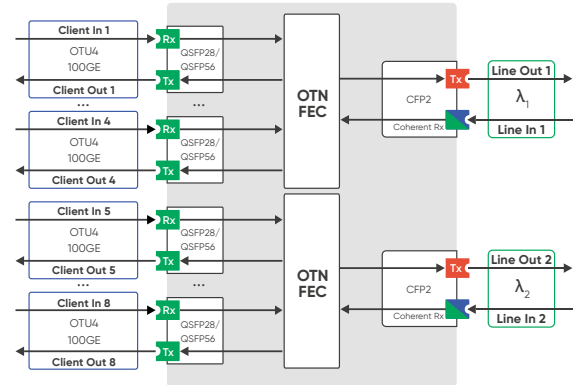 Client In 1
OTU4
100GE
Client Out 1
...
Rx
Tx
QSFP28/
QSFP56
...
Client In 4
OTU4
100GE
Client Out 4
Rx
Tx
QSFP28/
QSFP56
OTN
FEC
CFP2
Coherent Rx
Tx
Line Out 1
λ1
Line In 1
Client In 5
OTU4
100GE
Client Out 5
...
Rx
Tx
QSFP28/
QSFP56
...
Client In 8
OTU4
100GE
Client Out 8
Rx
Tx
QSFP28/
QSFP56
OTN
FEC
CFP2
Coherent Rx
Tx
Line Out 2
λ2
Line In 2